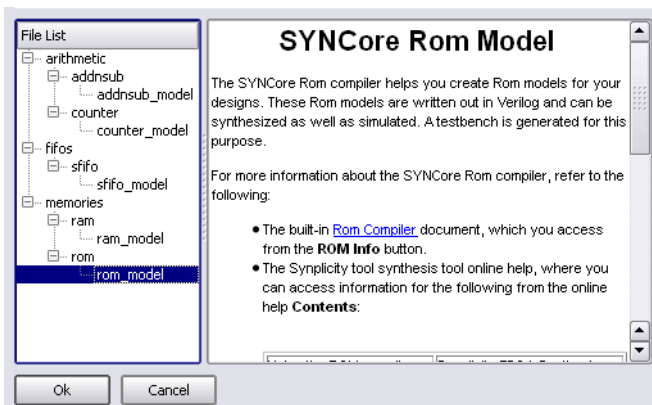 File List
arithmetic
addnsub
addnsub_model
counter
counter_model
fifos
sfifo
sfifo_model
memories
ram
ram_model
rom
rom_model
SYNCore Rom Model
The SYNCore Rom compiler helps you create Rom models for your
designs. These Rom models are written out in Verilog and can be
synthesized as well as simulated. A testbench is generated for this
purpose.
For more information about the SYNCore Rom compiler, refer to the
following:
• The built-in Rom Compiler document, which you access
from the ROM Info button.
• The Synplicity tool synthesis tool online help, where you
can access information for the following from the online
help Contents:
Ok
Cancel